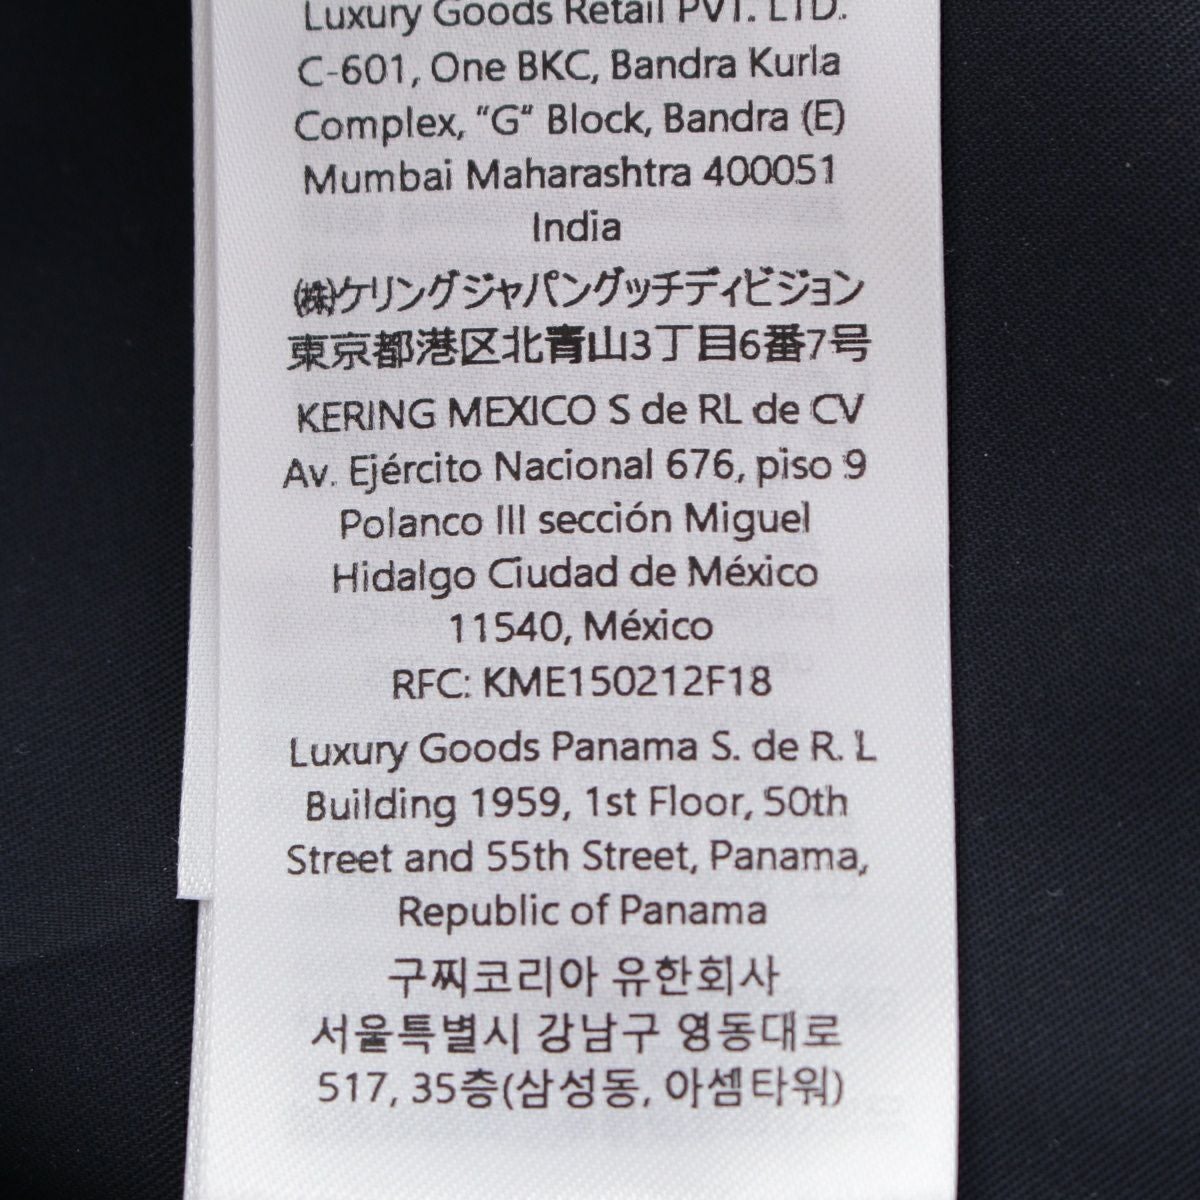 Luxury Goods Retail PVT. LTD.
C-601, One BKC, Bandra Kurla
Complex, "G" Block, Bandra (E)
Mumbai Maharashtra 400051
India
㈱ケリングジャパングッチディビジョン
東京都港区北青山3丁目6番7号
KERING MEXICO S de RL de CV
Av. Ejército Nacional 676, piso 9
Polanco III sección Miguel
Hidalgo Ciudad de México
11540, México
RFC: KME150212F18
Luxury Goods Panama S. de R. L
Building 1959, 1st Floor, 50th
Street and 55th Street, Panama,
Republic of Panama
구찌코리아 유한회사
서울특별시 강남구 영동대로
517, 35층(삼성동, 아셈타워)